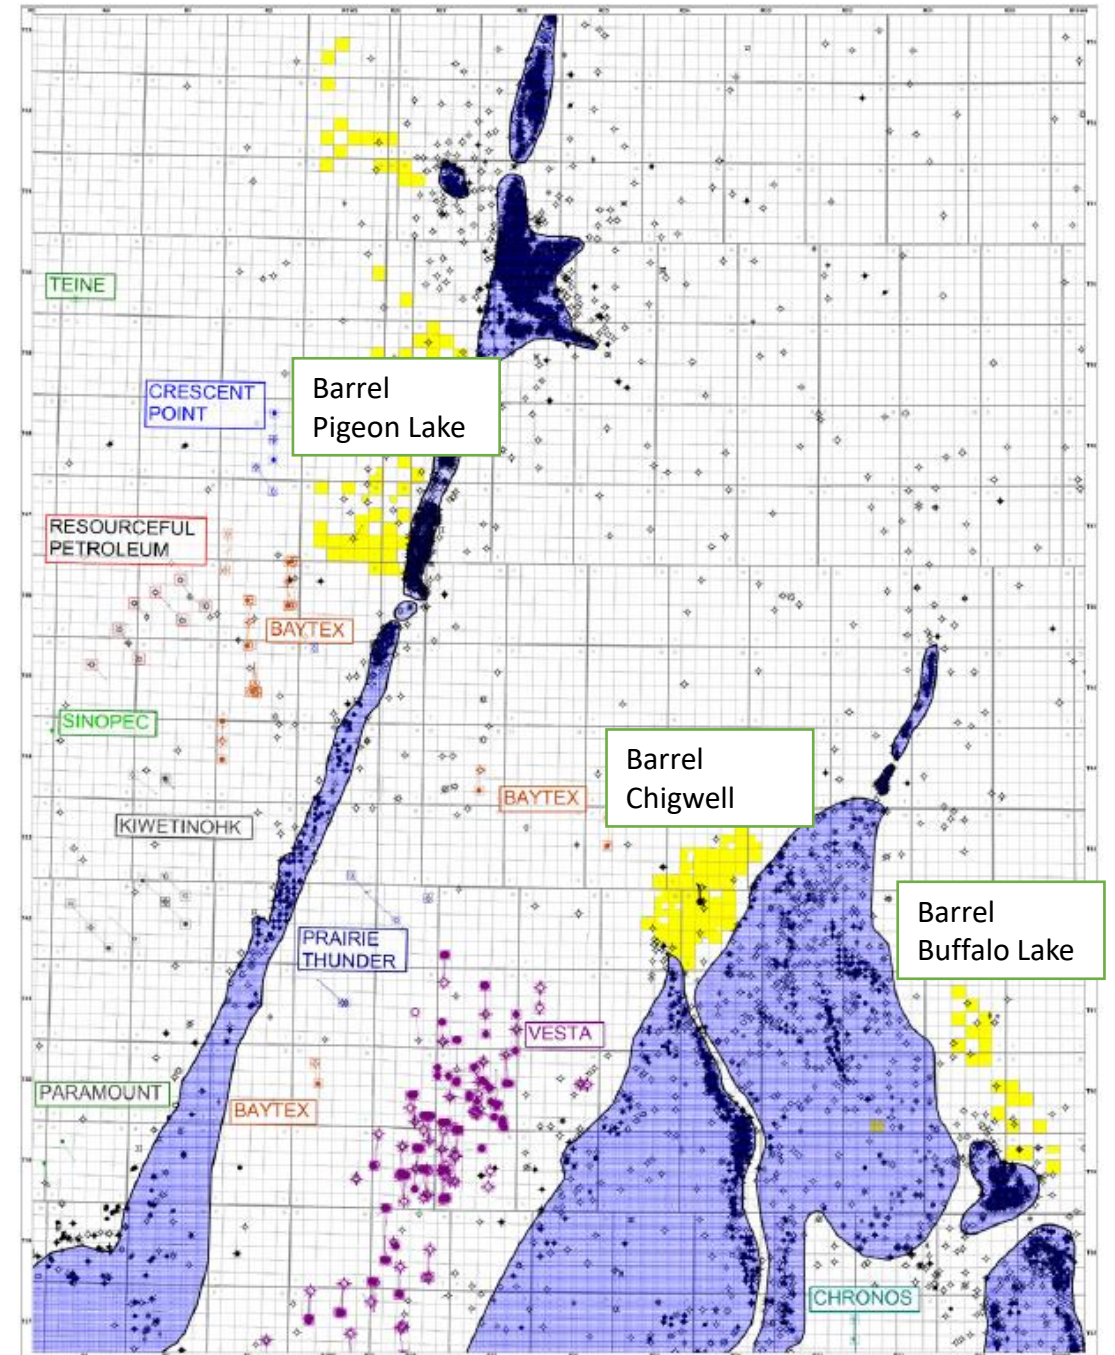 TEINE
Barrel
Pigeon Lake
CRESCENT
POINT
RESOURCEFUL
PETROLEUM
BAYTEX
SINOPEC
Barrel
Chigwell
BAYTEX
KIWETINOHK
Barrel
Buffalo Lake
PRAIRIE
THUNDER
VESTA
PARAMOUNT
BAYTEX
CHRONOS